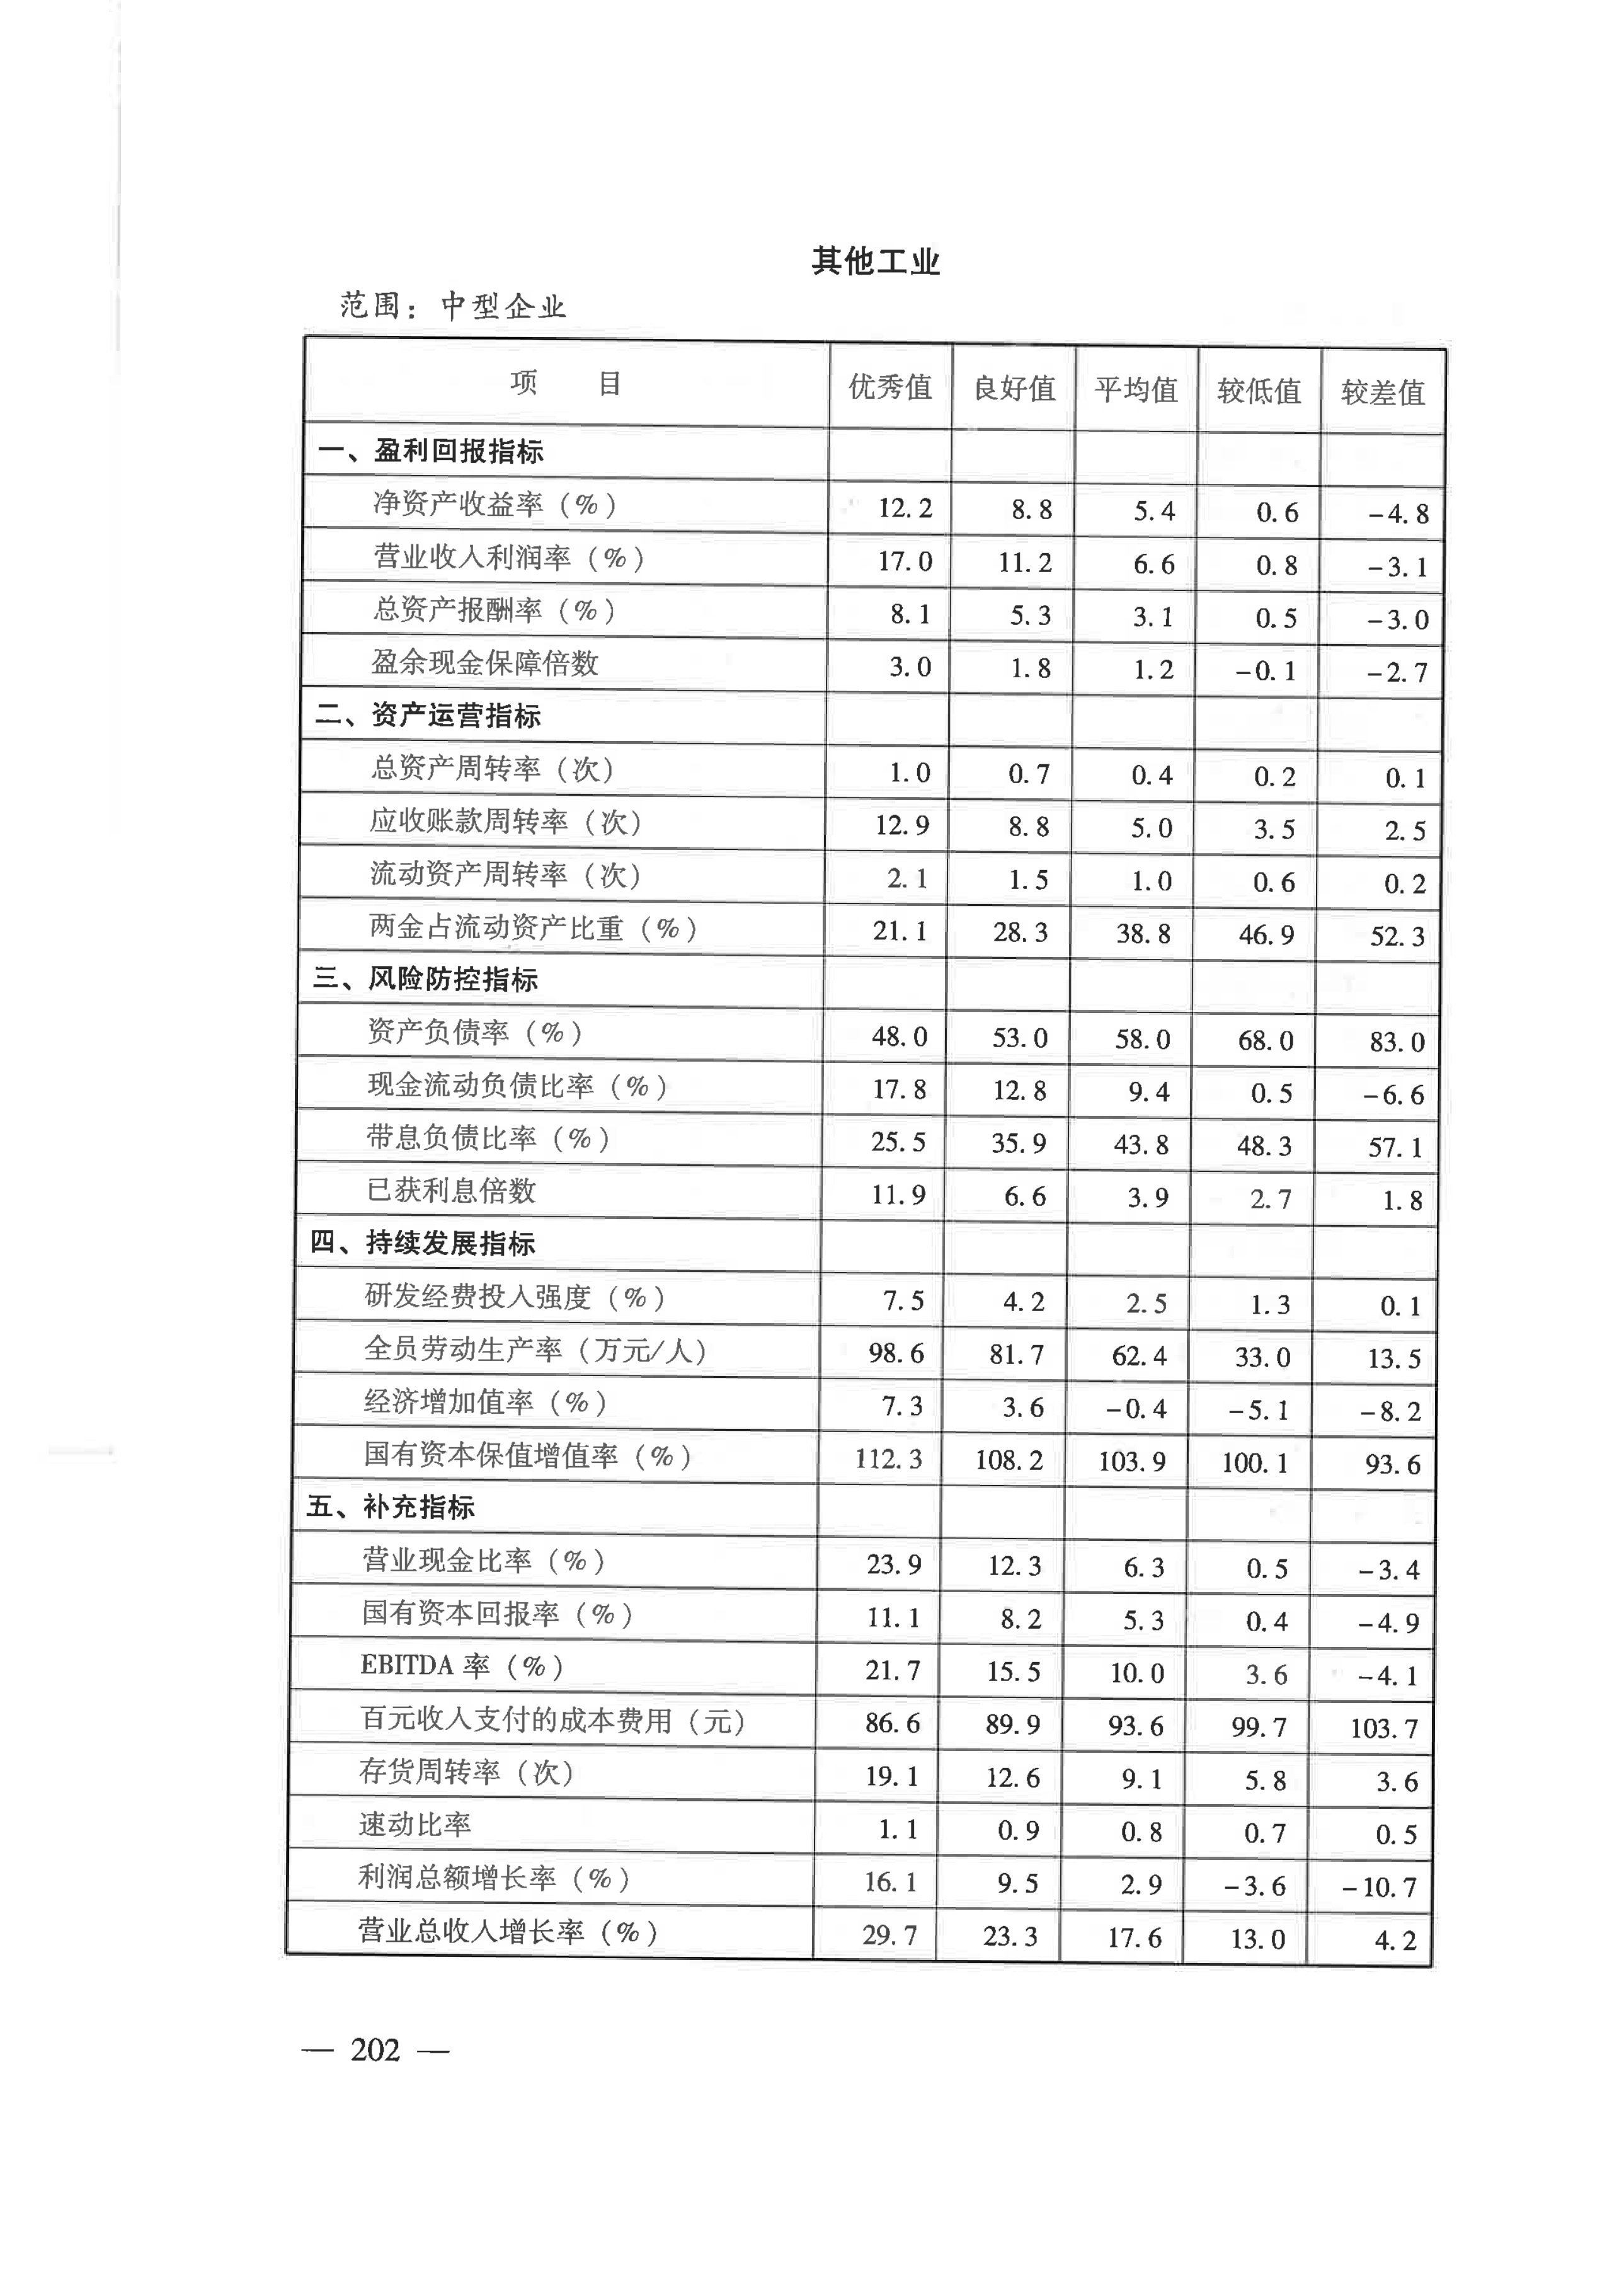 其他工业
范围：中型企业
项 目 优秀值 良好值 平均值 较低值 较差值
一、盈利回报指标
净资产收益率（%） 12.2 8.8 5.4 0.6 -4.8
营业收入利润率（%） 17.0 11.2 6.6 0.8 -3.1
总资产报酬率（%） 8.1 5.3 3.1 0.5 -3.0
盈余现金保障倍数 3.0 1.8 1.2 -0.1 -2.7
二、资产运营指标
总资产周转率（次） 1.0 0.7 0.4 0.2 0.1
应收账款周转率（次） 12.9 8.8 5.0 3.5 2.5
流动资产周转率（次） 2.1 1.5 1.0 0.6 0.2
两金占流动资产比重（%） 21.1 28.3 38.8 46.9 52.3
三、风险防控指标
资产负债率（%） 48.0 53.0 58.0 68.0 83.0
现金流动负债比率（%） 17.8 12.8 9.4 0.5 -6.6
带息负债比率（%） 25.5 35.9 43.8 48.3 57.1
已获利息倍数 11.9 6.6 3.9 2.7 1.8
四、持续发展指标
研发经费投入强度（%） 7.5 4.2 2.5 1.3 0.1
全员劳动生产率（万元/人） 98.6 81.7 62.4 33.0 13.5
经济增加值率（%） 7.3 3.6 -0.4 -5.1 -8.2
国有资本保值增值率（%） 112.3 108.2 103.9 100.1 93.6
五、补充指标
营业现金比率（%） 23.9 12.3 6.3 0.5 -3.4
国有资本回报率（%） 11.1 8.2 5.3 0.4 -4.9
EBITDA 率（%） 21.7 15.5 10.0 3.6 -4.1
百元收入支付的成本费用（元） 86.6 89.9 93.6 99.7 103.7
存货周转率（次） 19.1 12.6 9.1 5.8 3.6
速动比率 1.1 0.9 0.8 0.7 0.5
利润总额增长率（%） 16.1 9.5 2.9 -3.6 -10.7
营业总收入增长率（%） 29.7 23.3 17.6 13.0 4.2
— 202 —